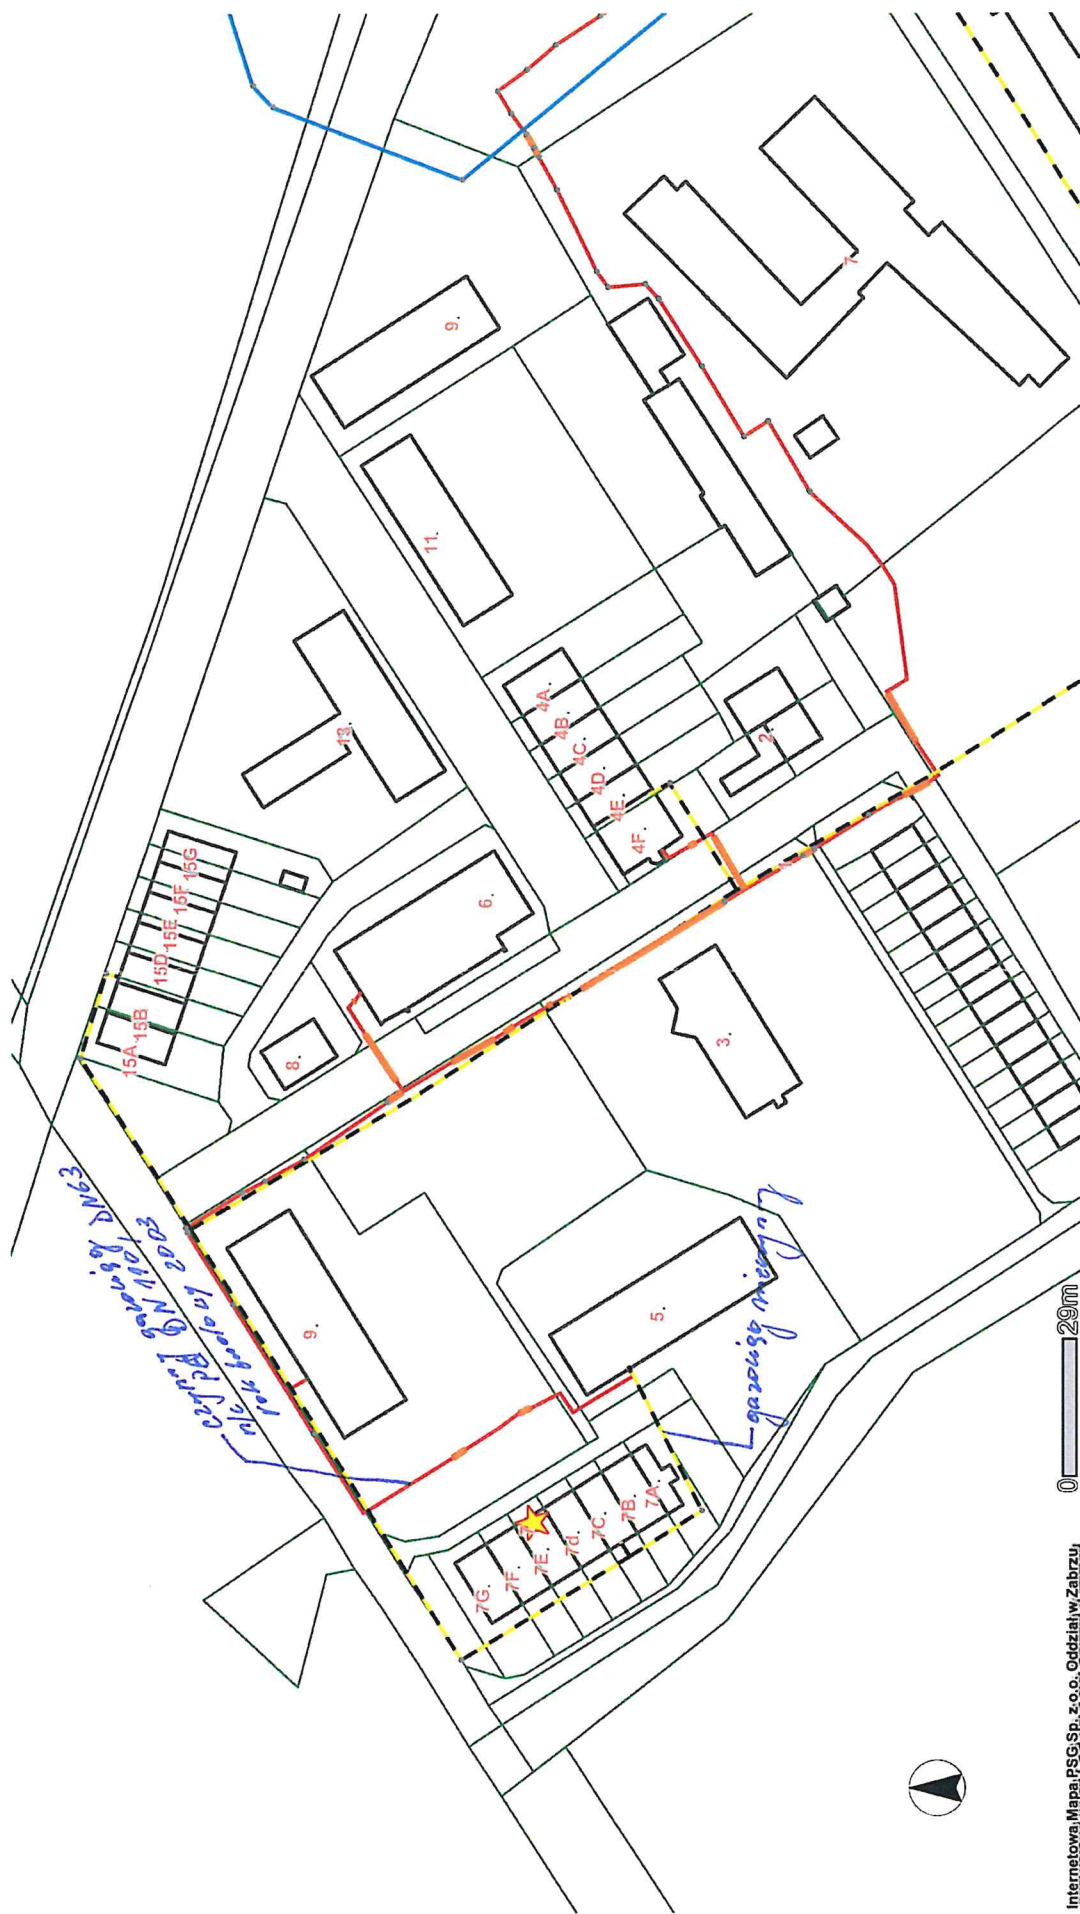 czynny gazociąg DN63
n/c PE DN 110,
rok budowy 2003
15A.
15B
15D
15E
15F
15G
13.
9.
11.
8.
6.
4A.
4B.
4C.
4D.
4E.
4F.
2.
7
9.
3.
5.
gazociąg nieczynny
7G.
7F.
7E.
7d.
7C.
7B.
7A.
0 29m
Internetowa Mapa PSG Sp. z o.o. Oddział w Zabrzu